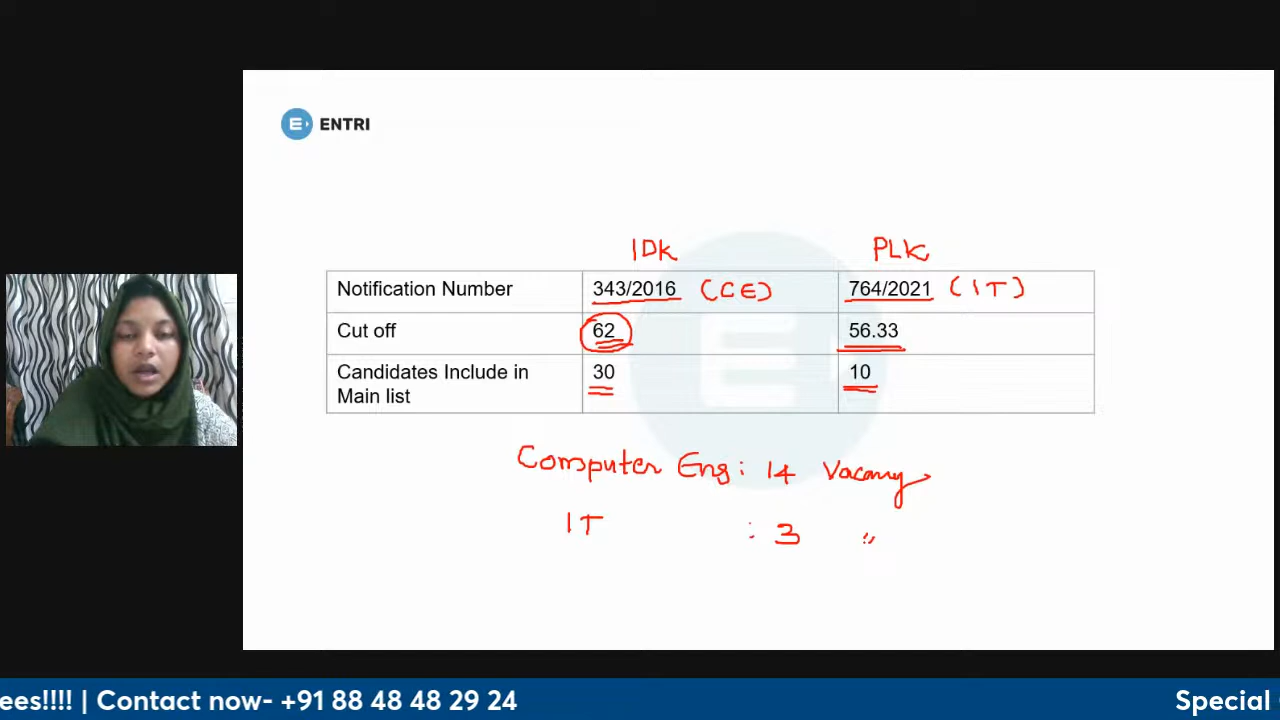 ENTRI
IDK PLK
Notification Number 343/2016 (CE) 764/2021 (IT)
Cut off 62 56.33
Candidates Include in 30 10
Main list
Computer Eng: 14 Vacancy
IT : 3 "
ees!!!! | Contact now- +91 88 48 48 29 24 Special